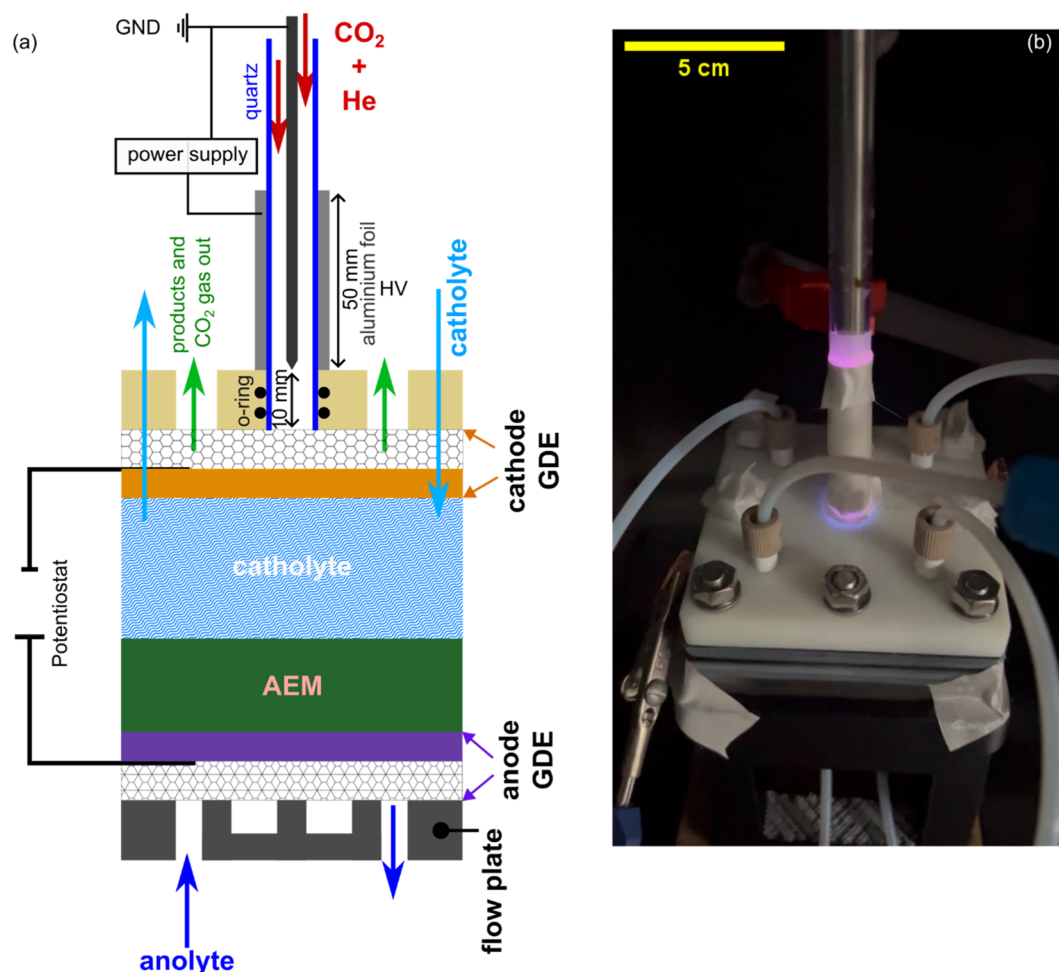 (a)
GND
CO2
+
He
quartz
power supply
products and
CO2 gas out
50 mm
aluminium foil
HV
catholyte
o-ring
10 mm
cathode
GDE
catholyte
Potentiostat
AEM
anode
GDE
flow plate
anolyte
(b)
5 cm